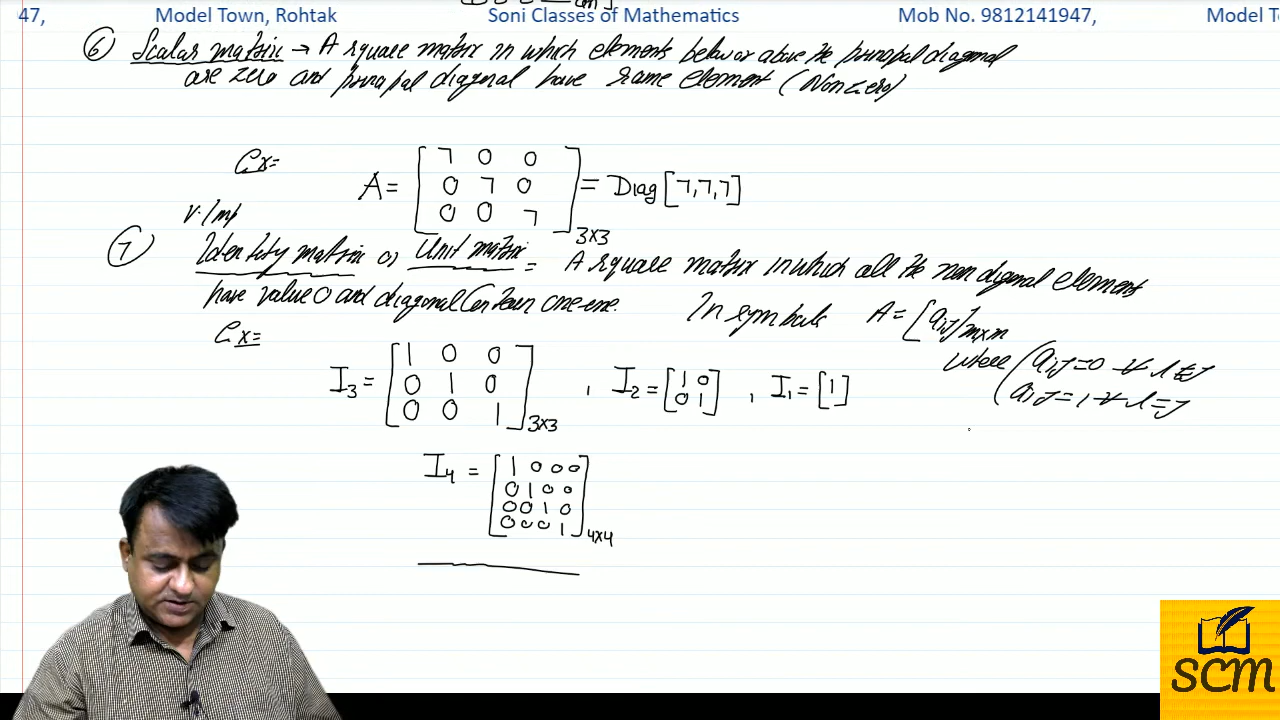 47, Model Town, Rohtak Soni Classes of Mathematics Mob No. 9812141947, Model T
6 Scalar matrix → A square matrix in which elements below or above the principal diagonal
are zero and principal diagonal have same element (Non zero)
Ex=
A = [ 7 0 0
0 7 0
0 0 7 ]3x3 = Diag [7,7,7]
V. Imp
7 Identity matrix or Unit matrix = A square matrix in which all the non diagonal elements
have value 0 and diagonal Contain one-one.
In symbols A = [aij]mxm
where (aij=0 ∀ i≠j
(aij=1 ∀ i=j
Ex=
I3 = [ 1 0 0
0 1 0
0 0 1 ]3x3
, I2 = [ 1 0
0 1 ]
, I1 = [1]
I4 = [ 1 0 0 0
0 1 0 0
0 0 1 0
0 0 0 1 ]4x4
SCM